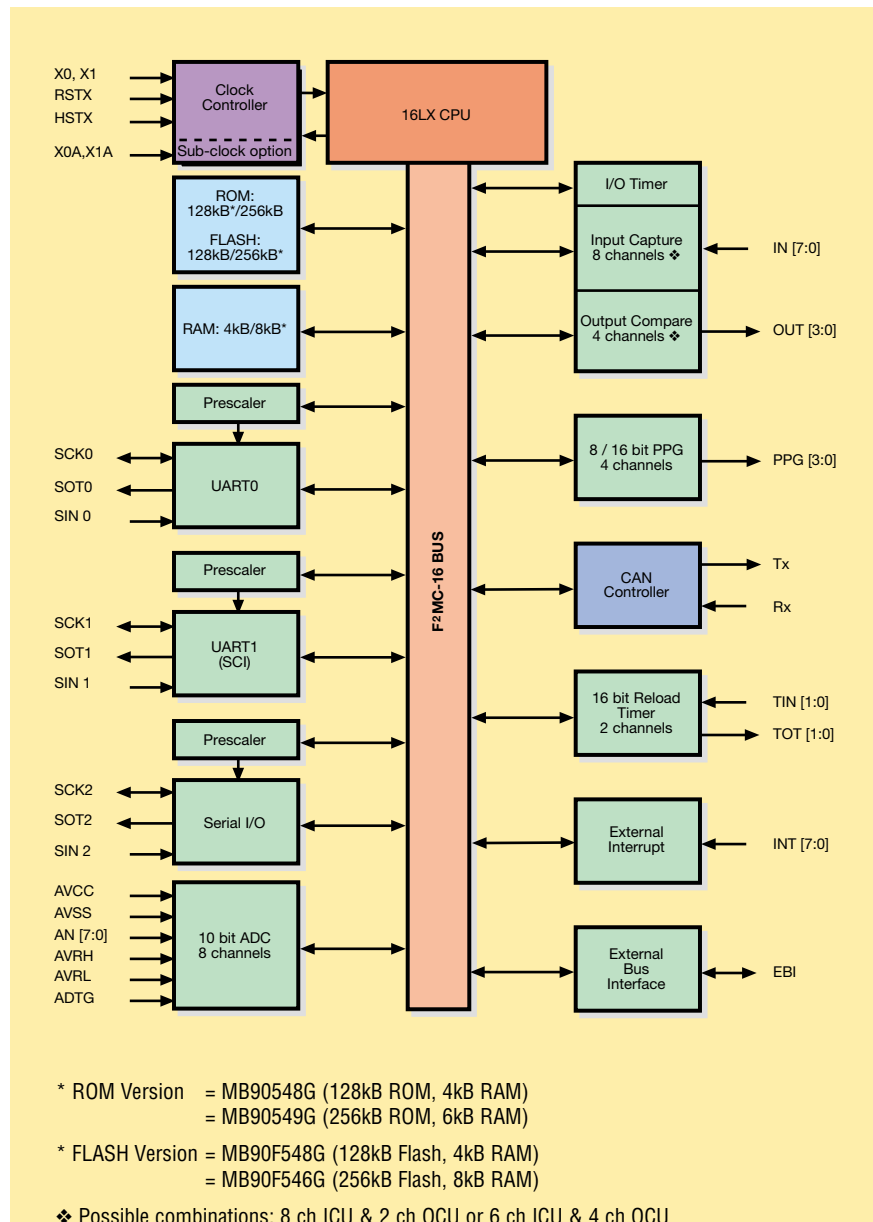 X0, X1
RSTX
HSTX
X0A,X1A
Clock
Controller
Sub-clock option
16LX CPU
ROM:
128kB*/256kB
FLASH:
128kB/256kB*
RAM: 4kB/8kB*
Prescaler
SCK0
SOT0
SIN 0
UART0
Prescaler
SCK1
SOT1
SIN 1
UART1
(SCI)
Prescaler
SCK2
SOT2
SIN 2
Serial I/O
AVCC
AVSS
AN [7:0]
AVRH
AVRL
ADTG
10 bit ADC
8 channels
F²MC-16 BUS
I/O Timer
Input Capture
8 channels ❖
IN [7:0]
Output Compare
4 channels ❖
OUT [3:0]
8 / 16 bit PPG
4 channels
PPG [3:0]
CAN
Controller
Tx
Rx
16 bit Reload
Timer
2 channels
TIN [1:0]
TOT [1:0]
External
Interrupt
INT [7:0]
External
Bus
Interface
EBI
* ROM Version = MB90548G (128kB ROM, 4kB RAM)
= MB90549G (256kB ROM, 6kB RAM)
* FLASH Version = MB90F548G (128kB Flash, 4kB RAM)
= MB90F546G (256kB Flash, 8kB RAM)
❖ Possible combinations: 8 ch ICU & 2 ch OCU or 6 ch ICU & 4 ch OCU